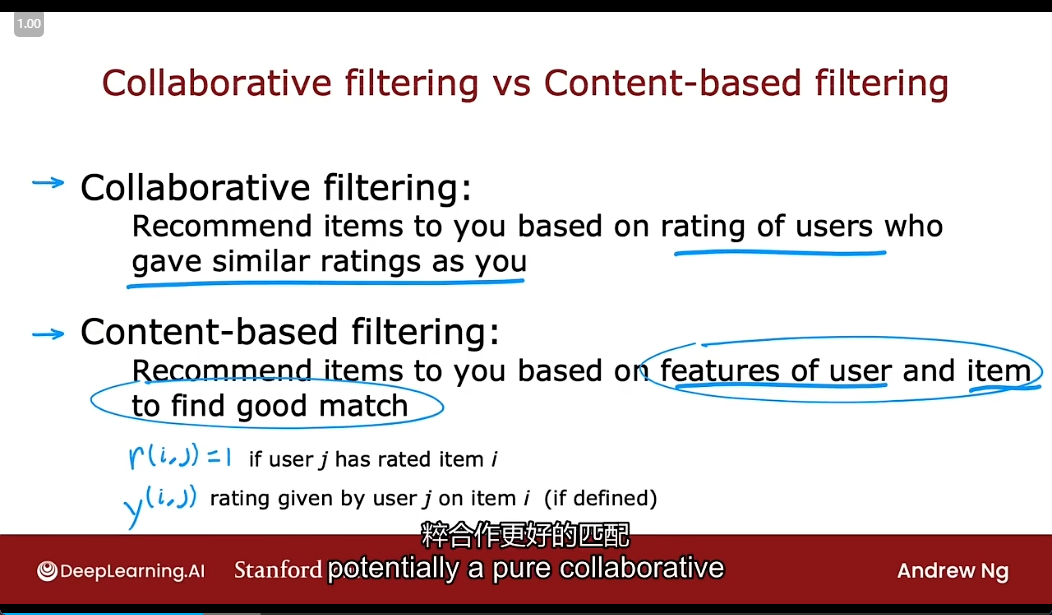 1.00
Collaborative filtering vs Content-based filtering
→ Collaborative filtering:
Recommend items to you based on rating of users who
gave similar ratings as you
→ Content-based filtering:
Recommend items to you based on features of user and item
to find good match
r(i,j)=1 if user j has rated item i
y(i,j) rating given by user j on item i (if defined)
粹合作更好的匹配
DeepLearning.AI Stanford potentially a pure collaborative Andrew Ng